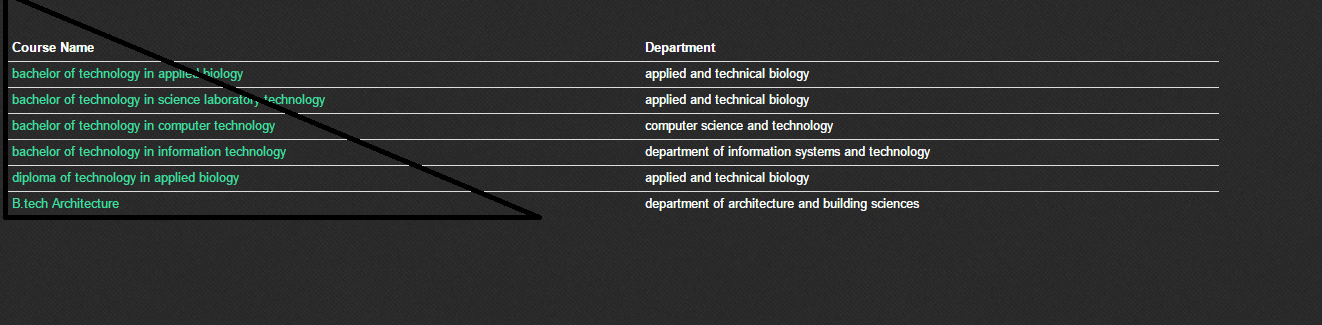 Course Name Department
bachelor of technology in applied biology applied and technical biology
bachelor of technology in science laboratory technology applied and technical biology
bachelor of technology in computer technology computer science and technology
bachelor of technology in information technology department of information systems and technology
diploma of technology in applied biology applied and technical biology
B.tech Architecture department of architecture and building sciences